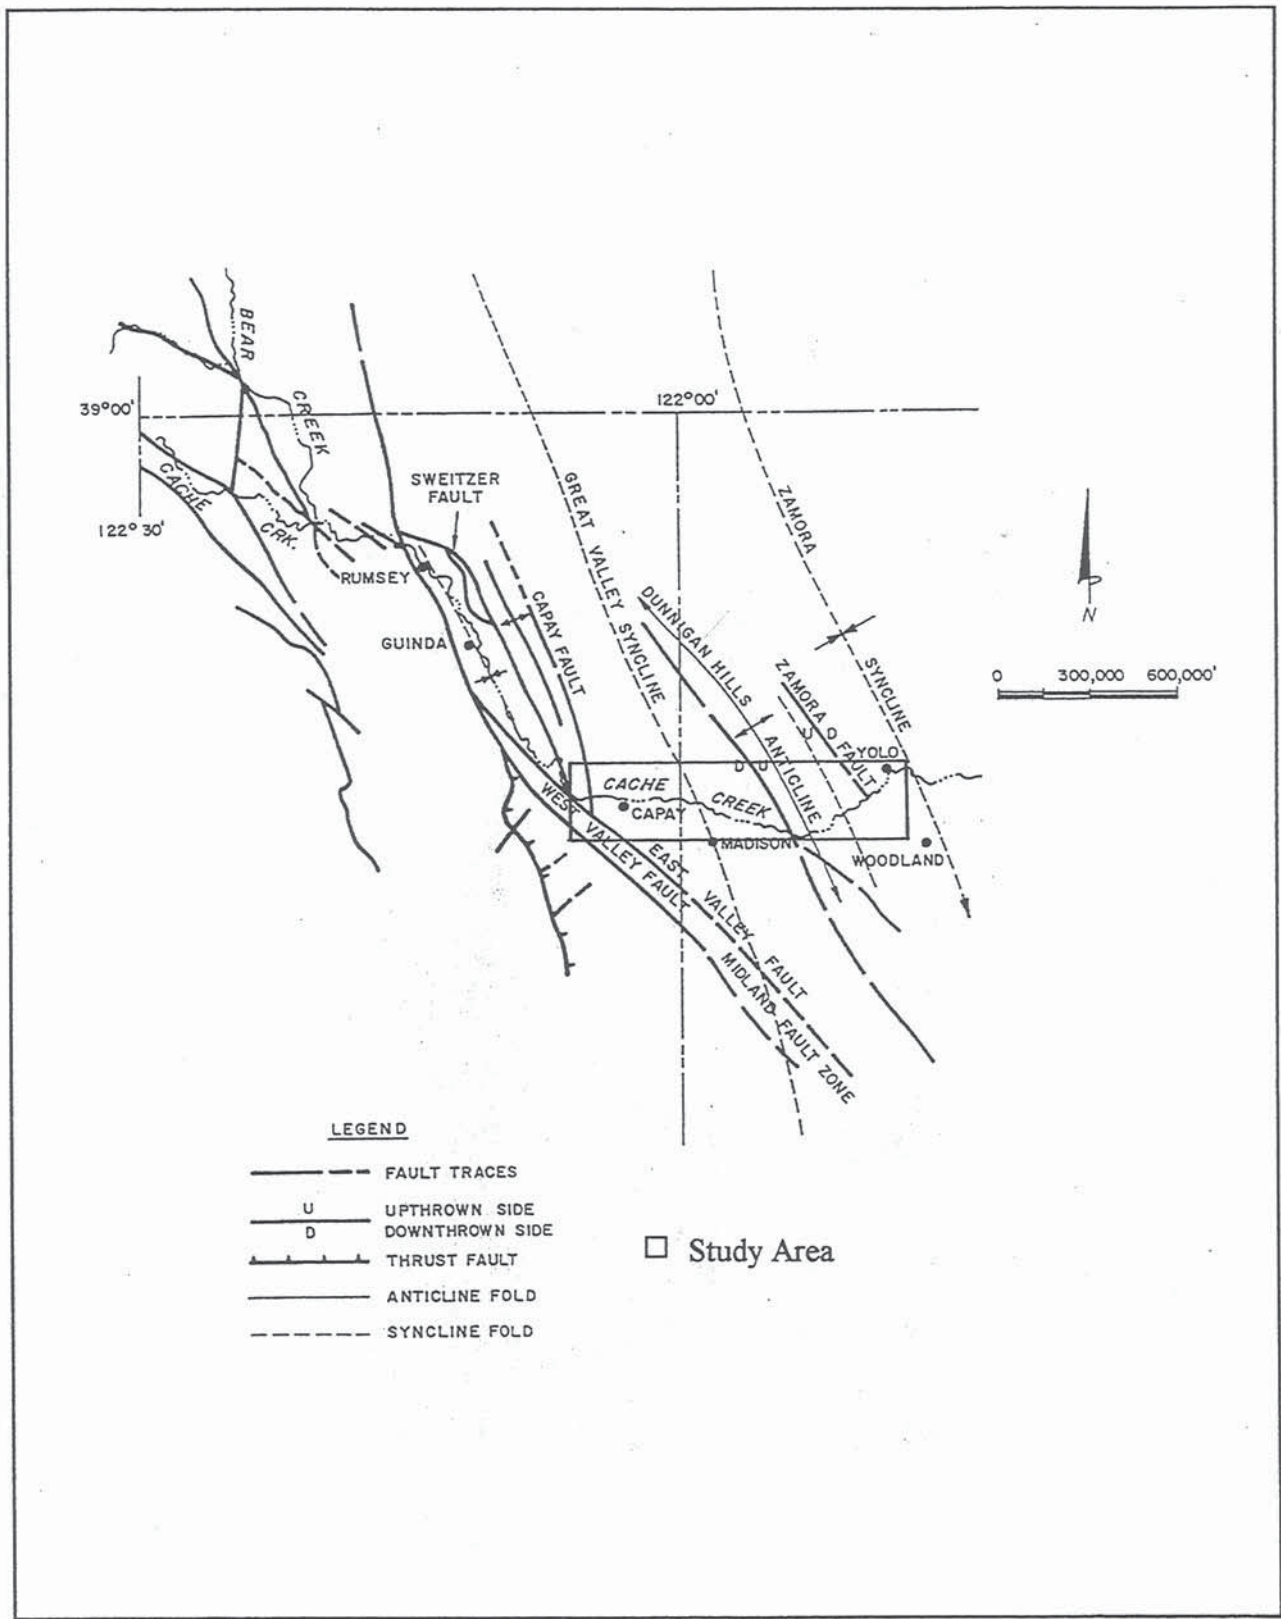 BEAR
CREEK
39°00'
122°00'
CACHE
CRK.
122°30'
SWEITZER
FAULT
GREAT VALLEY SYNCLINE
ZAMORA
SYNCLINE
N
RUMSEY
GUINDA
CAPAY FAULT
DUNNIGAN HILLS
ANTICLINE
ZAMORA FAULT
0 300,000 600,000'
U D
D U
YOLO
CACHE
CREEK
CAPAY
MADISON
WOODLAND
WEST VALLEY FAULT
EAST VALLEY FAULT
MIDLAND FAULT ZONE
LEGEND
FAULT TRACES
U UPTHROWN SIDE
D DOWNTHROWN SIDE
THRUST FAULT
ANTICLINE FOLD
SYNCLINE FOLD
Study Area